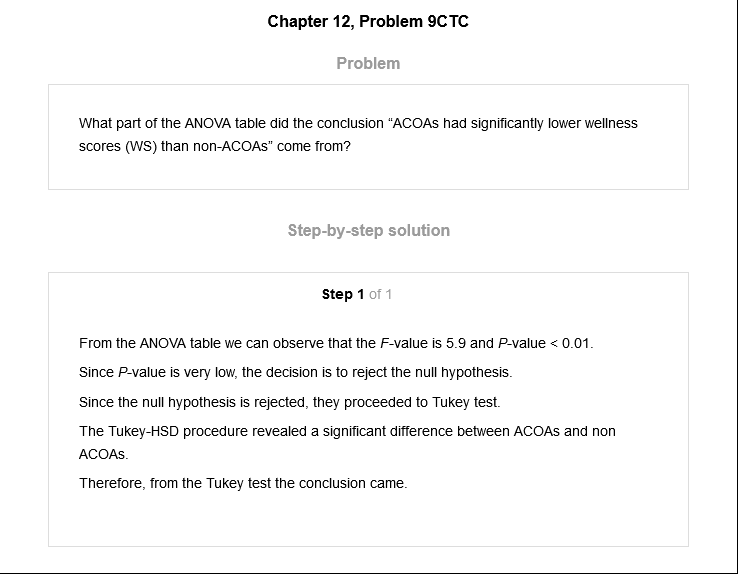 Chapter 12, Problem 9CTC
Problem
What part of the ANOVA table did the conclusion “ACOAs had significantly lower wellness
scores (WS) than non-ACOAs” come from?
Step-by-step solution
Step 1 of 1
From the ANOVA table we can observe that the F-value is 5.9 and P-value < 0.01.
Since P-value is very low, the decision is to reject the null hypothesis.
Since the null hypothesis is rejected, they proceeded to Tukey test.
The Tukey-HSD procedure revealed a significant difference between ACOAs and non
ACOAs.
Therefore, from the Tukey test the conclusion came.